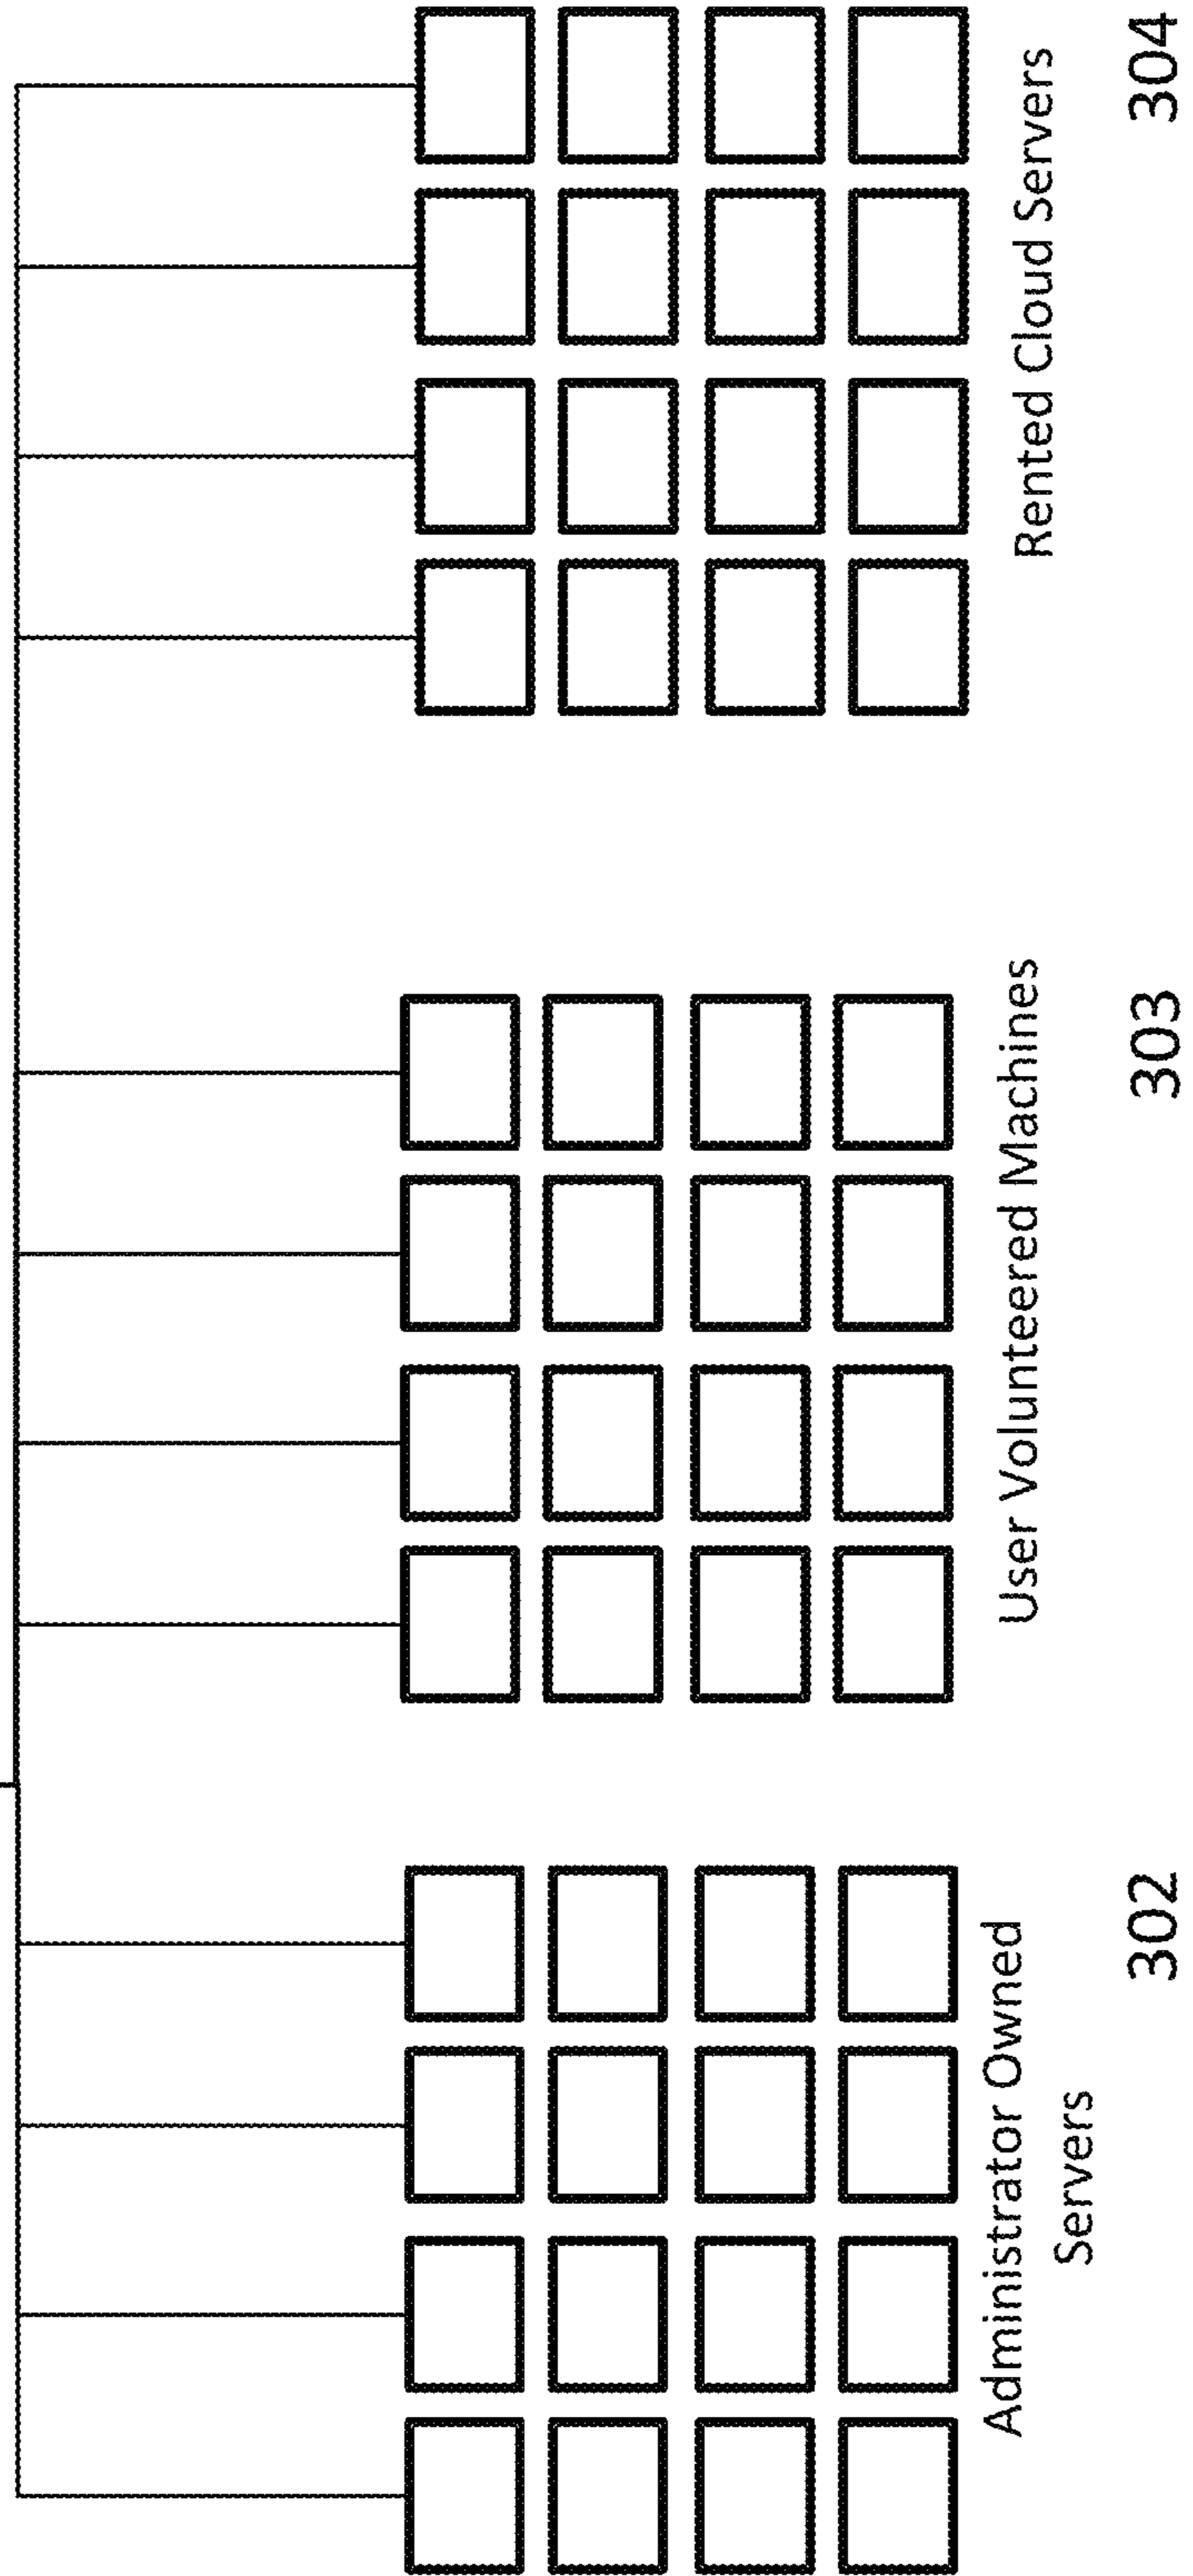 Administrator Owned
Servers
302
User Volunteered Machines
303
Rented Cloud Servers
304